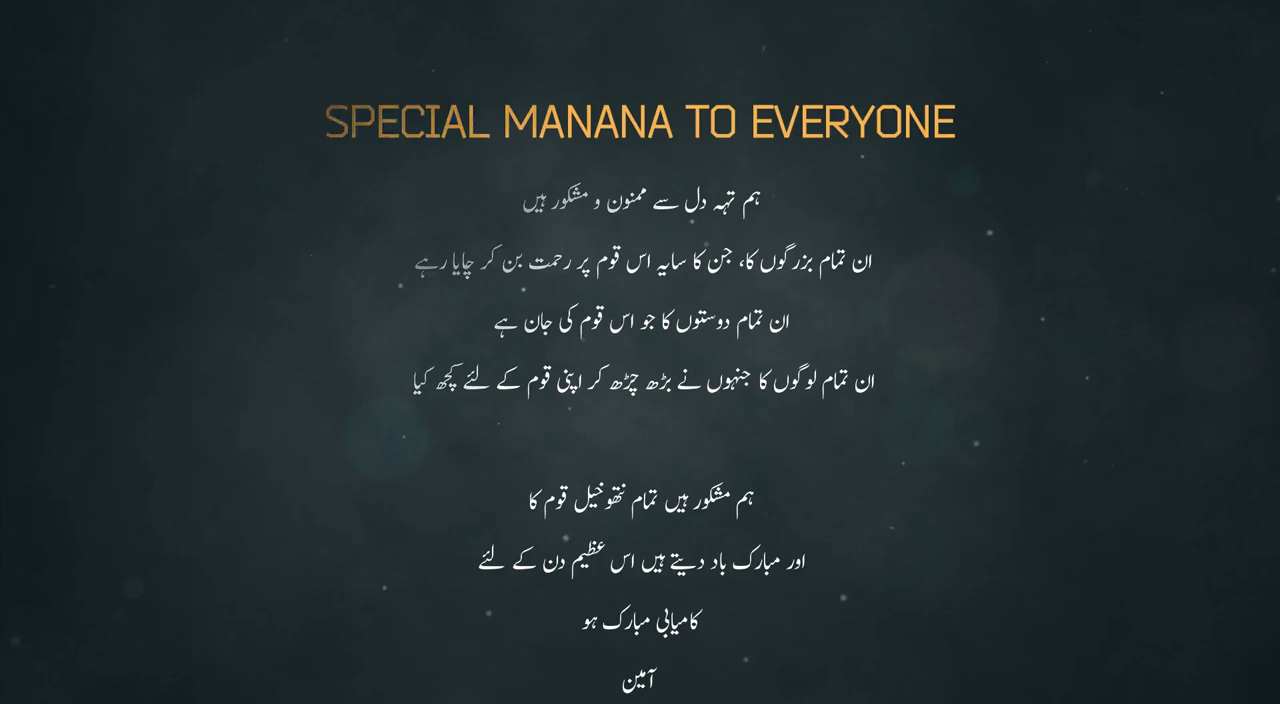 SPECIAL MANANA TO EVERYONE
ہم تہہ دل سے ممنون و مشکور ہیں
ان تمام بزرگوں کا، جن کا سایہ اس قوم پر رحمت بن کر چایا رہے
ان تمام دوستوں کا جو اس قوم کی جان ہے
ان تمام لوگوں کا جنہوں نے بڑھ چڑھ کر اپنی قوم کے لئے کچھ کیا
ہم مشکور ہیں تمام نتھوخیل قوم کا
اور مبارک باد دیتے ہیں اس عظیم دن کے لئے
کامیابی مبارک ہو
آمین